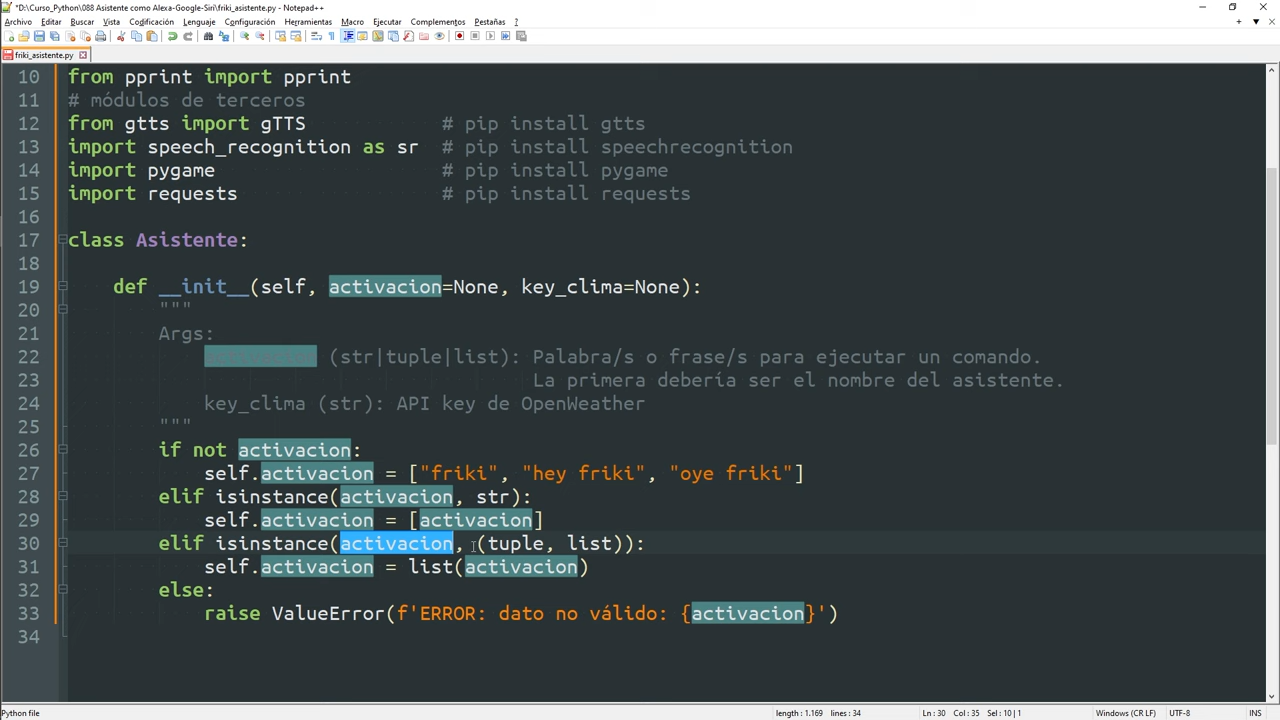 *D:\Curso_Python\088 Asistente como Alexa-Google-Siri\friki_asistente.py - Notepad++
Archivo Editar Buscar Vista Codificación Lenguaje Configuración Herramientas Macro Ejecutar Complementos Pestañas ?
friki_asistente.py
10 from pprint import pprint
11 # módulos de terceros
12 from gtts import gTTS # pip install gtts
13 import speech_recognition as sr # pip install speechrecognition
14 import pygame # pip install pygame
15 import requests # pip install requests
16
17 class Asistente:
18
19 def __init__(self, activacion=None, key_clima=None):
20 """
21 Args:
22 activacion (str|tuple|list): Palabra/s o frase/s para ejecutar un comando.
23 La primera debería ser el nombre del asistente.
24 key_clima (str): API key de OpenWeather
25 """
26 if not activacion:
27 self.activacion = ["friki", "hey friki", "oye friki"]
28 elif isinstance(activacion, str):
29 self.activacion = [activacion]
30 elif isinstance(activacion, (tuple, list)):
31 self.activacion = list(activacion)
32 else:
33 raise ValueError(f'ERROR: dato no válido: {activacion}')
34
Python file length : 1.169 lines : 34 Ln : 30 Col : 35 Sel : 10 | 1 Windows (CR LF) UTF-8 INS